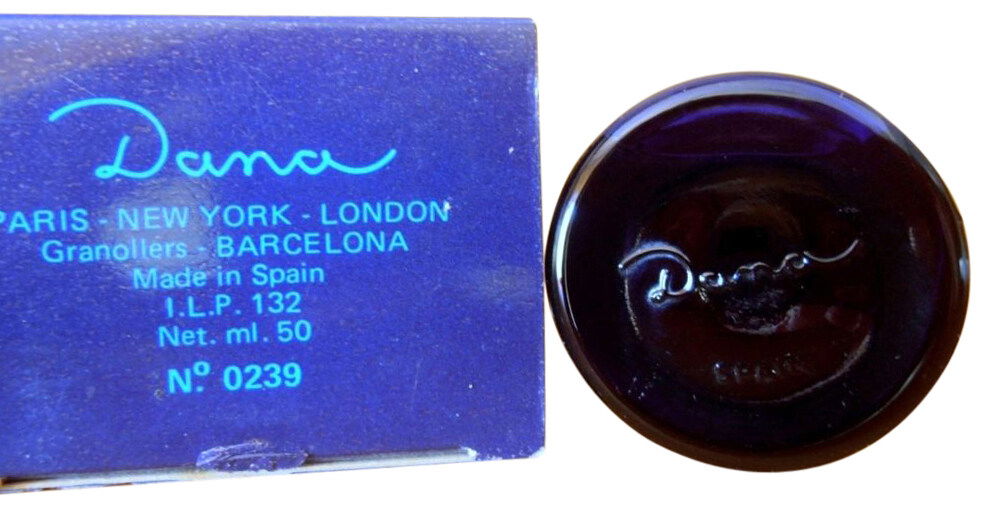 Dana
PARIS - NEW YORK - LONDON
Granollers - BARCELONA
Made in Spain
I.L.P. 132
Net. ml. 50
Nº. 0239
Dana